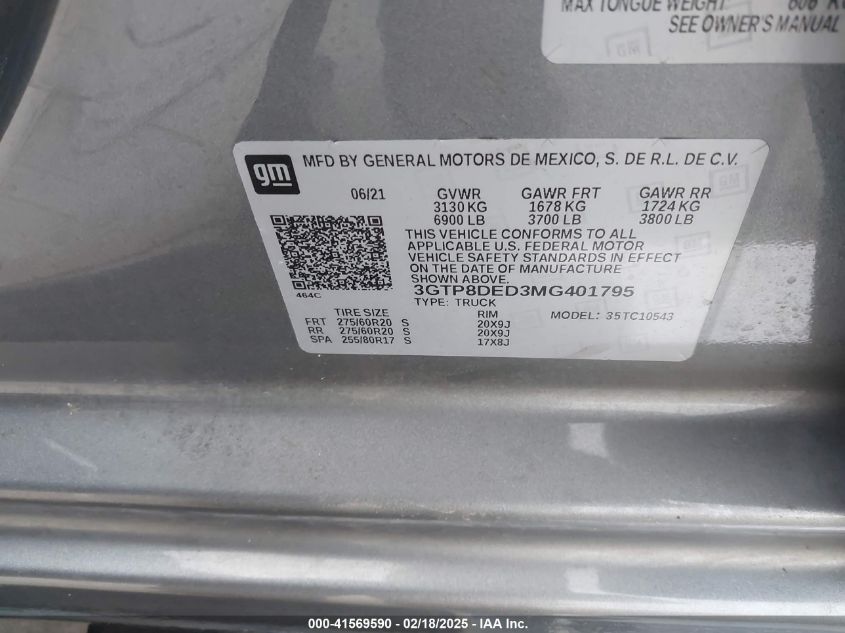 MAX TONGUE WEIGHT 606 KG
SEE OWNER'S MANUAL
GM
gm
MFD BY GENERAL MOTORS DE MEXICO, S. DE R.L. DE C.V.
06/21 GVWR GAWR FRT GAWR RR
3130 KG 1678 KG 1724 KG
6900 LB 3700 LB 3800 LB
THIS VEHICLE CONFORMS TO ALL
APPLICABLE U.S. FEDERAL MOTOR
VEHICLE SAFETY STANDARDS IN EFFECT
ON THE DATE OF MANUFACTURE
SHOWN ABOVE.
3GTP8DED3MG401795
464C
TYPE: TRUCK
TIRE SIZE RIM MODEL: 35TC10543
FRT 275/60R20 S 20X9J
RR 275/60R20 S 20X9J
SPA 255/80R17 S 17X8J
000-41569590 - 02/18/2025 - IAA Inc.